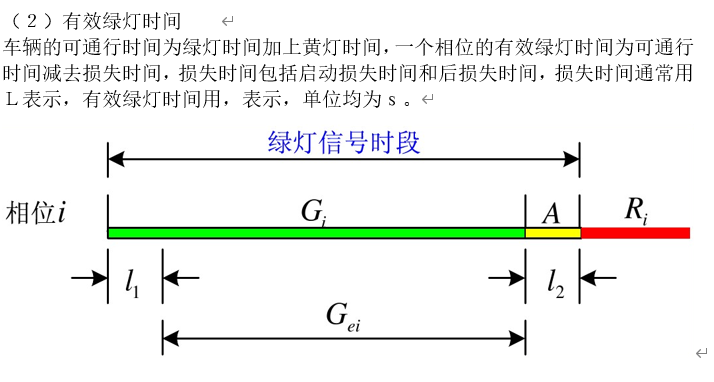 （2）有效绿灯时间
车辆的可通行时间为绿灯时间加上黄灯时间，一个相位的有效绿灯时间为可通行
时间减去损失时间，损失时间包括启动损失时间和后损失时间，损失时间通常用
L表示，有效绿灯时间用，表示，单位均为s。
绿灯信号时段
相位i Gi A Ri
l1 l2
Gei